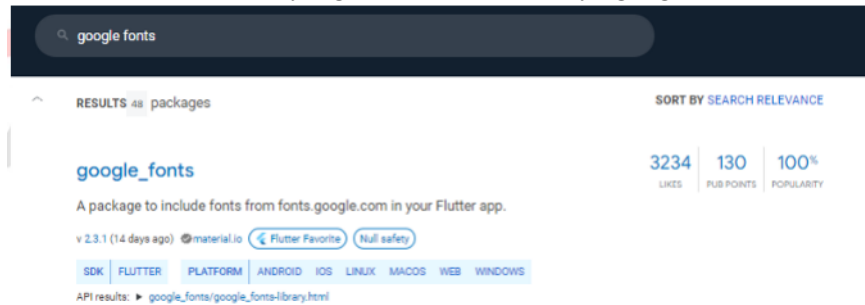 google fonts
RESULTS 48 packages
SORT BY SEARCH RELEVANCE
google_fonts
3234 130 100%
LIKES PUB POINTS POPULARITY
A package to include fonts from fonts.google.com in your Flutter app.
v 2.3.1 (14 days ago) material.io Flutter Favorite Null safety
SDK FLUTTER PLATFORM ANDROID IOS LINUX MACOS WEB WINDOWS
API results: ▸ google_fonts/google_fonts-library.html